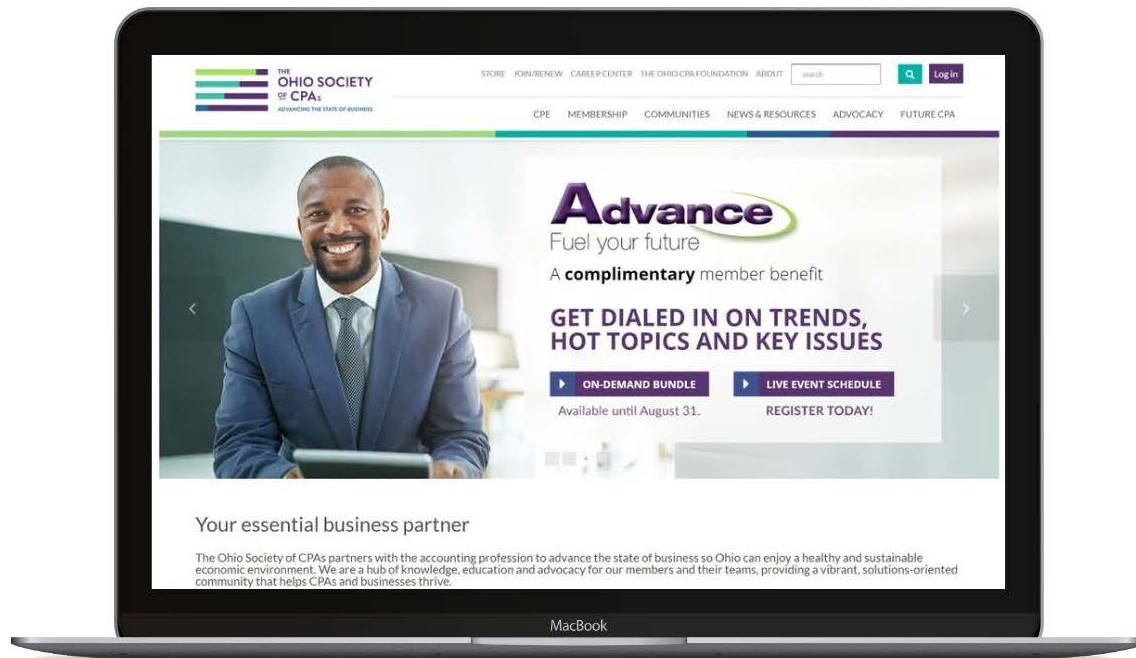 THE
OHIO SOCIETY
OF CPAs
ADVANCING THE STATE OF BUSINESS
STORE JOIN/RENEW CAREER CENTER THE OHIO CPA FOUNDATION ABOUT search Log in
CPE MEMBERSHIP COMMUNITIES NEWS & RESOURCES ADVOCACY FUTURE CPA
Advance
Fuel your future
A complimentary member benefit
GET DIALED IN ON TRENDS,
HOT TOPICS AND KEY ISSUES
ON-DEMAND BUNDLE LIVE EVENT SCHEDULE
Available until August 31. REGISTER TODAY!
Your essential business partner
The Ohio Society of CPAs partners with the accounting profession to advance the state of business so Ohio can enjoy a healthy and sustainable
economic environment. We are a hub of knowledge, education and advocacy for our members and their teams, providing a vibrant, solutions-oriented
community that helps CPAs and businesses thrive.
MacBook